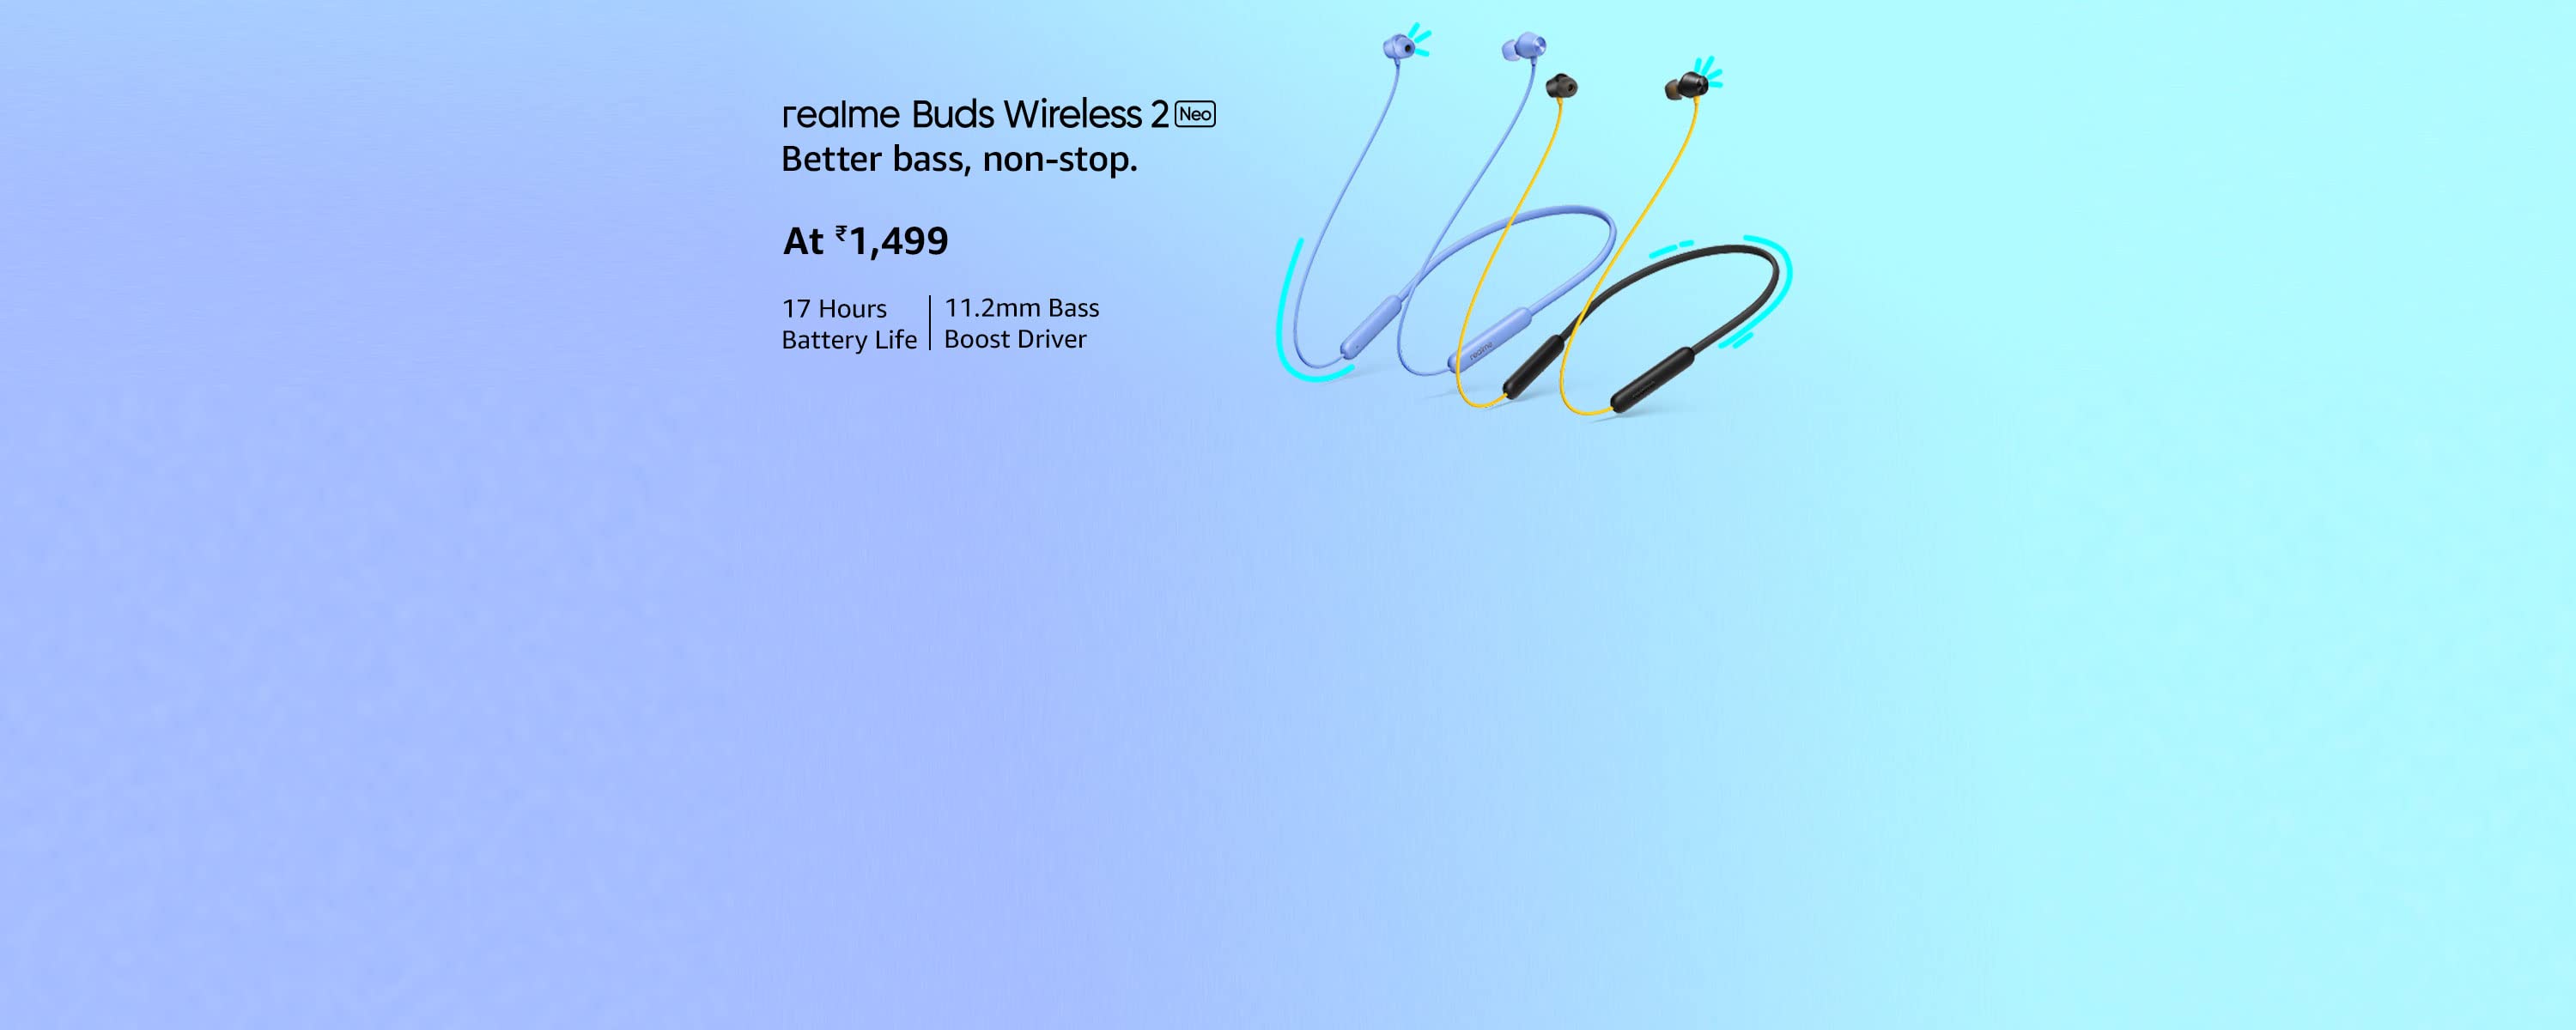 realme Buds Wireless 2 Neo
Better bass, non-stop.
At ₹1,499
17 Hours
Battery Life
11.2mm Bass
Boost Driver
realme